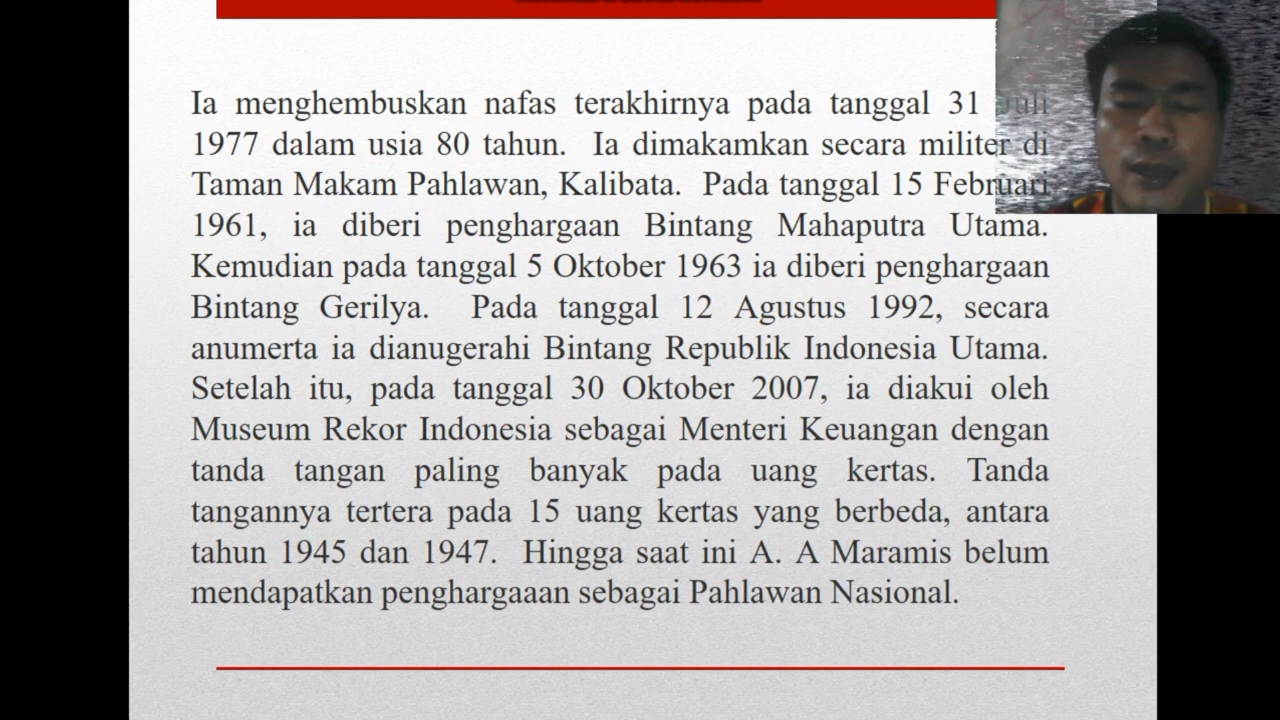 Ia menghembuskan nafas terakhirnya pada tanggal 31 Juli
1977 dalam usia 80 tahun. Ia dimakamkan secara militer di
Taman Makam Pahlawan, Kalibata. Pada tanggal 15 Februari
1961, ia diberi penghargaan Bintang Mahaputra Utama.
Kemudian pada tanggal 5 Oktober 1963 ia diberi penghargaan
Bintang Gerilya. Pada tanggal 12 Agustus 1992, secara
anumerta ia dianugerahi Bintang Republik Indonesia Utama.
Setelah itu, pada tanggal 30 Oktober 2007, ia diakui oleh
Museum Rekor Indonesia sebagai Menteri Keuangan dengan
tanda tangan paling banyak pada uang kertas. Tanda
tangannya tertera pada 15 uang kertas yang berbeda, antara
tahun 1945 dan 1947. Hingga saat ini A. A Maramis belum
mendapatkan penghargaaan sebagai Pahlawan Nasional.